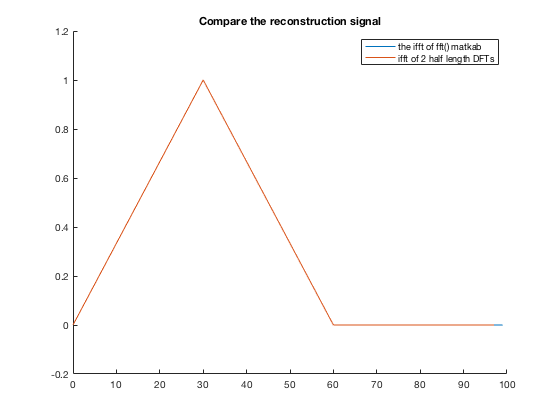 Compare the reconstruction signal
the ifft of fft() matkab
ifft of 2 half length DFTs
1.2
1
0.8
0.6
0.4
0.2
0
-0.2
0 10 20 30 40 50 60 70 80 90 100